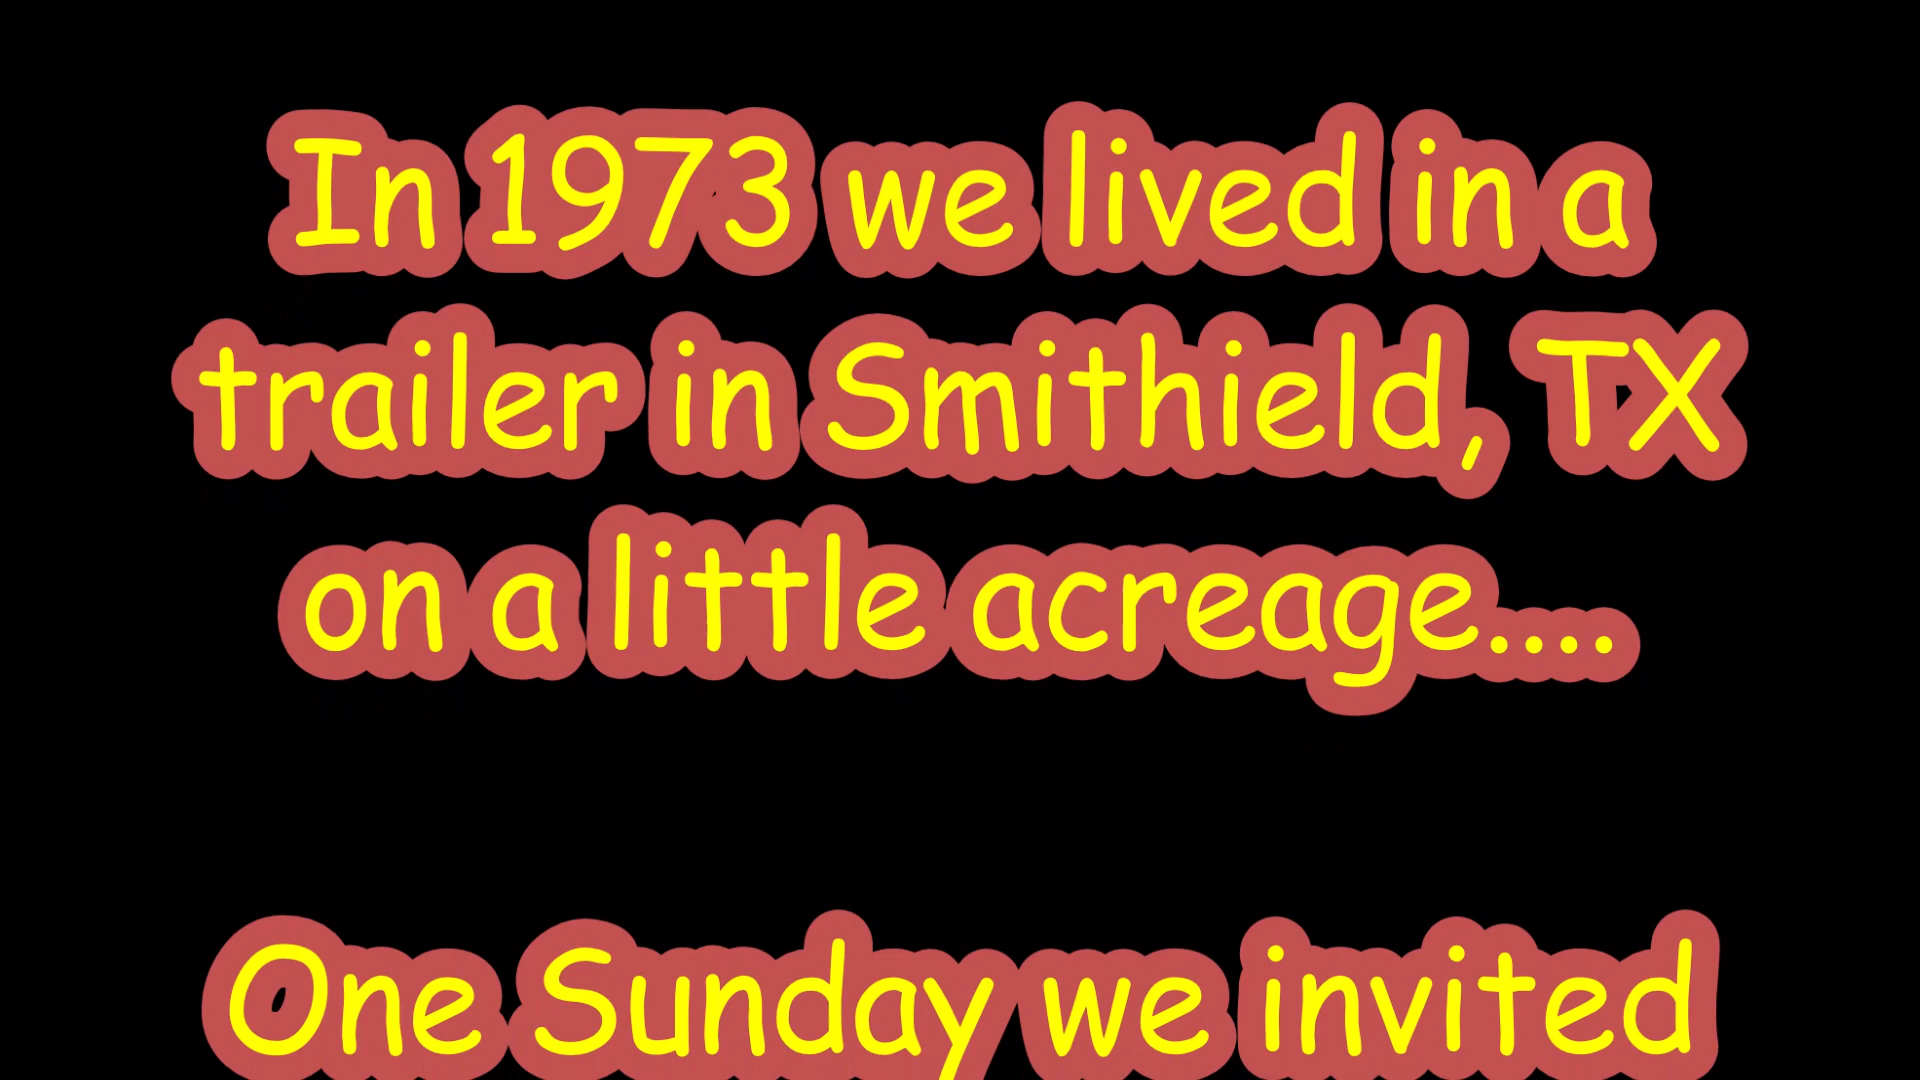 In 1973 we lived in a
trailer in Smithield, TX
on a little acreage....
One Sunday we invited